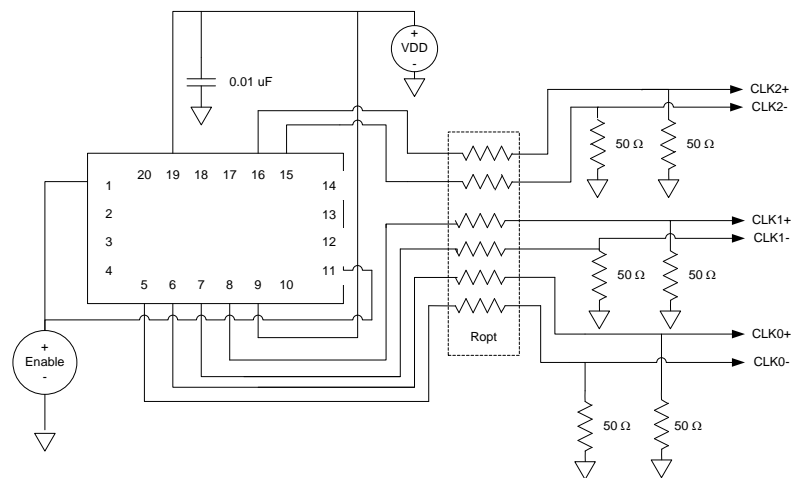 +
VDD
-
0.01 uF
CLK2+
CLK2-
50 Ω
50 Ω
20 19 18 17 16 15
1
14
2
13
3
12
4
11
5 6 7 8 9 10
CLK1+
CLK1-
50 Ω
50 Ω
Ropt
+
Enable
-
CLK0+
CLK0-
50 Ω
50 Ω